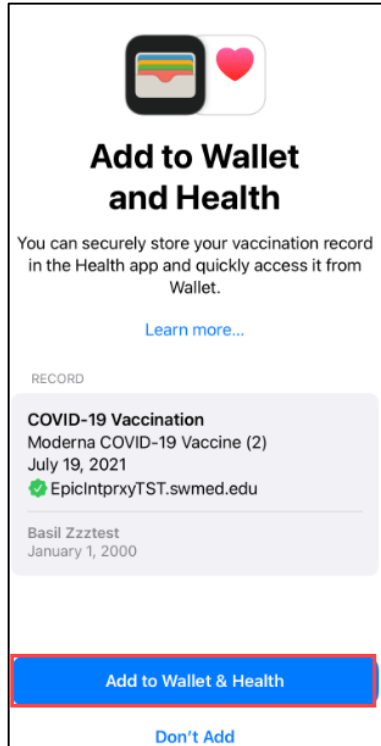 Add to Wallet
and Health
You can securely store your vaccination record
in the Health app and quickly access it from
Wallet.
Learn more...
RECORD
COVID-19 Vaccination
Moderna COVID-19 Vaccine (2)
July 19, 2021
EpicIntprxyTST.swmed.edu
Basil Zzztest
January 1, 2000
Add to Wallet & Health
Don't Add